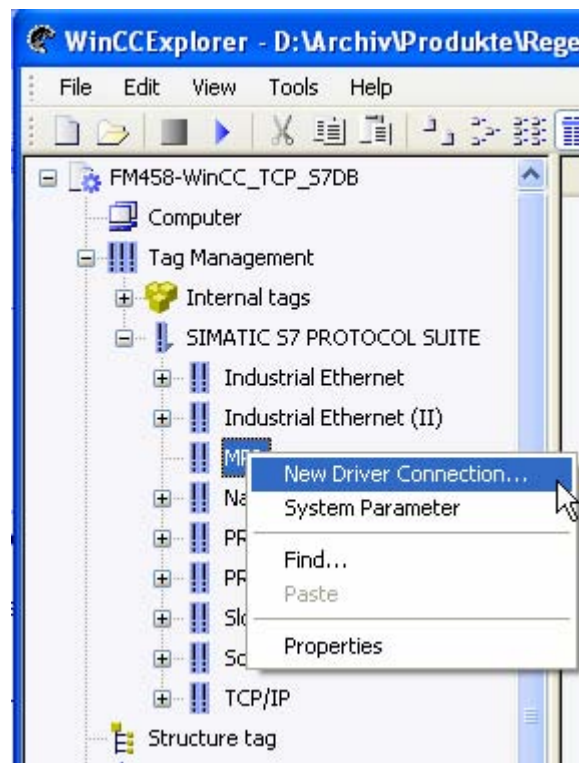 WinCCExplorer - D:\Archiv\Produkte\Rege
File Edit View Tools Help
FM458-WinCC_TCP_S7DB
Computer
Tag Management
Internal tags
SIMATIC S7 PROTOCOL SUITE
Industrial Ethernet
Industrial Ethernet (II)
New Driver Connection...
System Parameter
Find...
Paste
Properties
TCP/IP
Structure tag